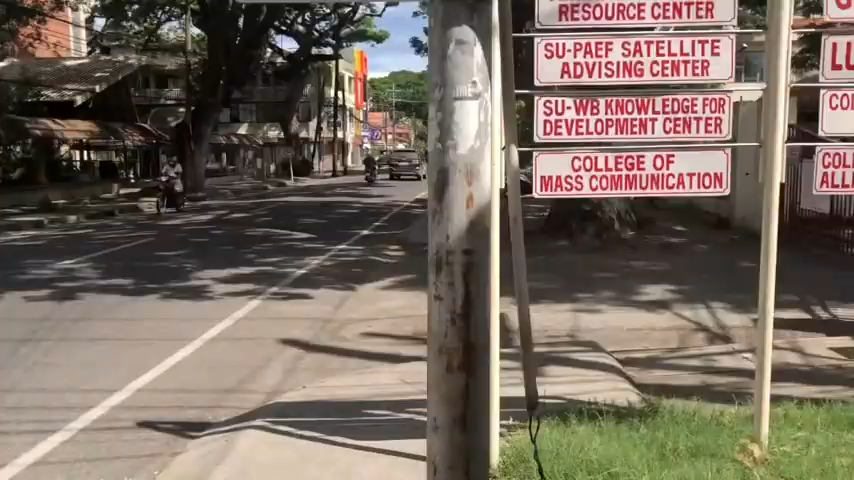 RESOURCE CENTER
SU-PAEF SATELLITE
ADVISING CENTER
SU-WB KNOWLEDGE FOR
DEVELOPMENT CENTER
COLLEGE OF
MASS COMMUNICATION